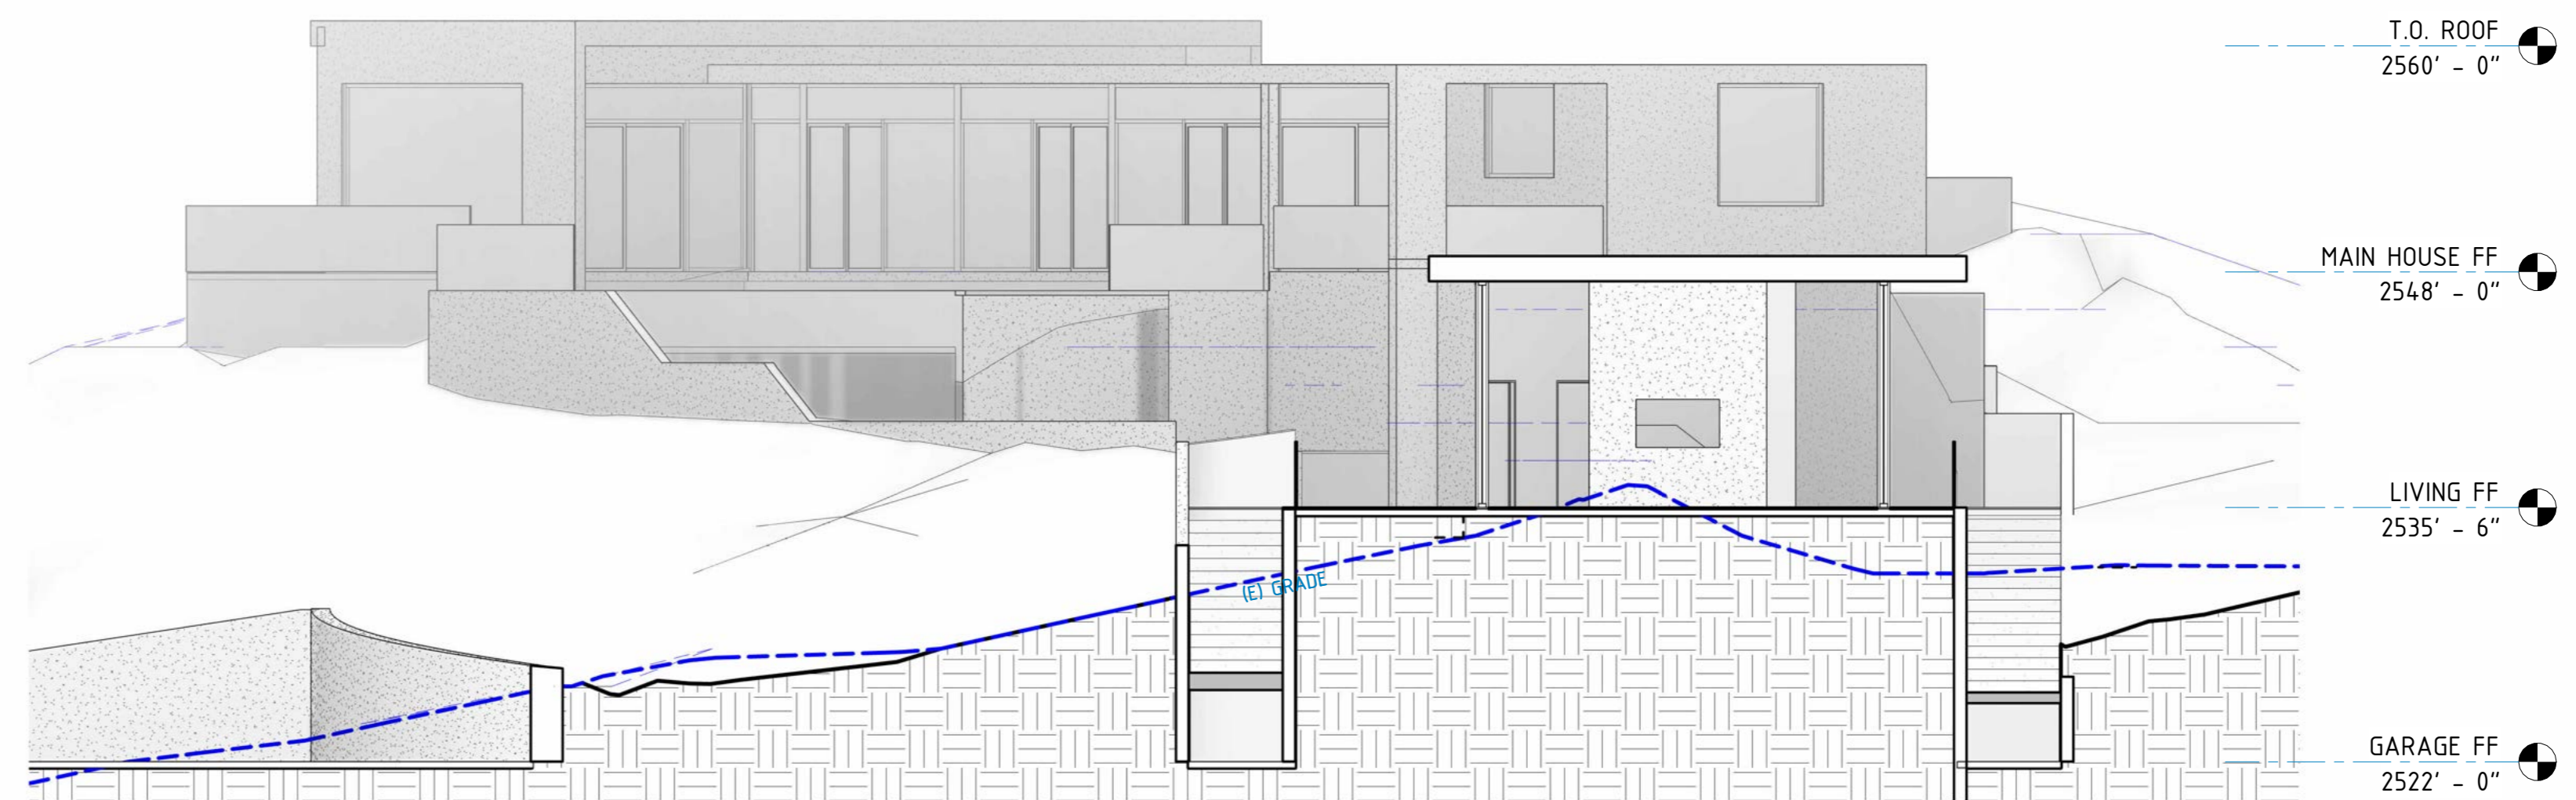 T.O. ROOF
2560' - 0"
MAIN HOUSE FF
2548' - 0"
LIVING FF
2535' - 6"
(E) GRADE
GARAGE FF
2522' - 0"